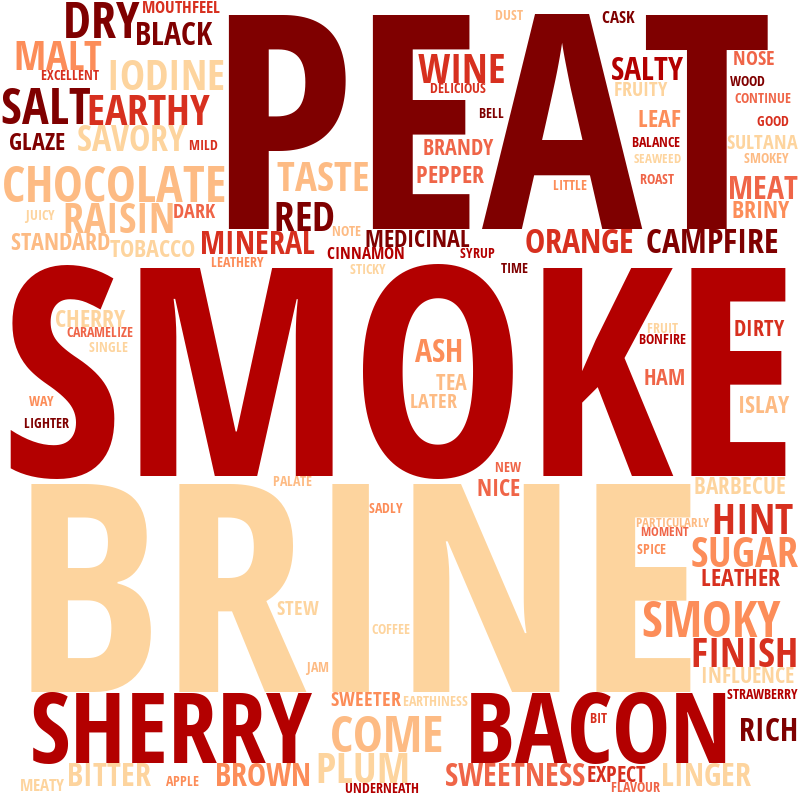 MOUTHFEEL
DRY
BLACK
DUST
CASK
MALT
EXCELLENT
IODINE
PEAT
WINE
DELICIOUS
SALTY
FRUITY
NOSE
WOOD
CONTINUE
SALT
EARTHY
BELL
LEAF
GOOD
GLAZE
SAVORY
MILD
BRANDY
BALANCE
SULTANA
SEAWEED
SMOKEY
CHOCOLATE
TASTE
PEPPER
LITTLE
ROAST
MEAT
JUICY
RAISIN
DARK
RED
BRINY
STANDARD
TOBACCO
MINERAL
NOTE
MEDICINAL
ORANGE
CAMPFIRE
LEATHERY
CINNAMON
SYRUP
STICKY
TIME
SMOKE
CHERRY
CARAMELIZE
SINGLE
FRUIT
BONFIRE
DIRTY
ASH
TEA
LATER
HAM
ISLAY
WAY
LIGHTER
NEW
NICE
PALATE
BARBECUE
BRINE
SADLY
PARTICULARLY
MOMENT
HINT
SPICE
SUGAR
LEATHER
STEW
COFFEE
SMOKY
JAM
FINISH
INFLUENCE
SHERRY
SWEETER
EARTHINESS
BACON
STRAWBERRY
COME
BIT
RICH
MEATY
BITTER
APPLE
BROWN
PLUM
UNDERNEATH
SWEETNESS
EXPECT
FLAVOUR
LINGER